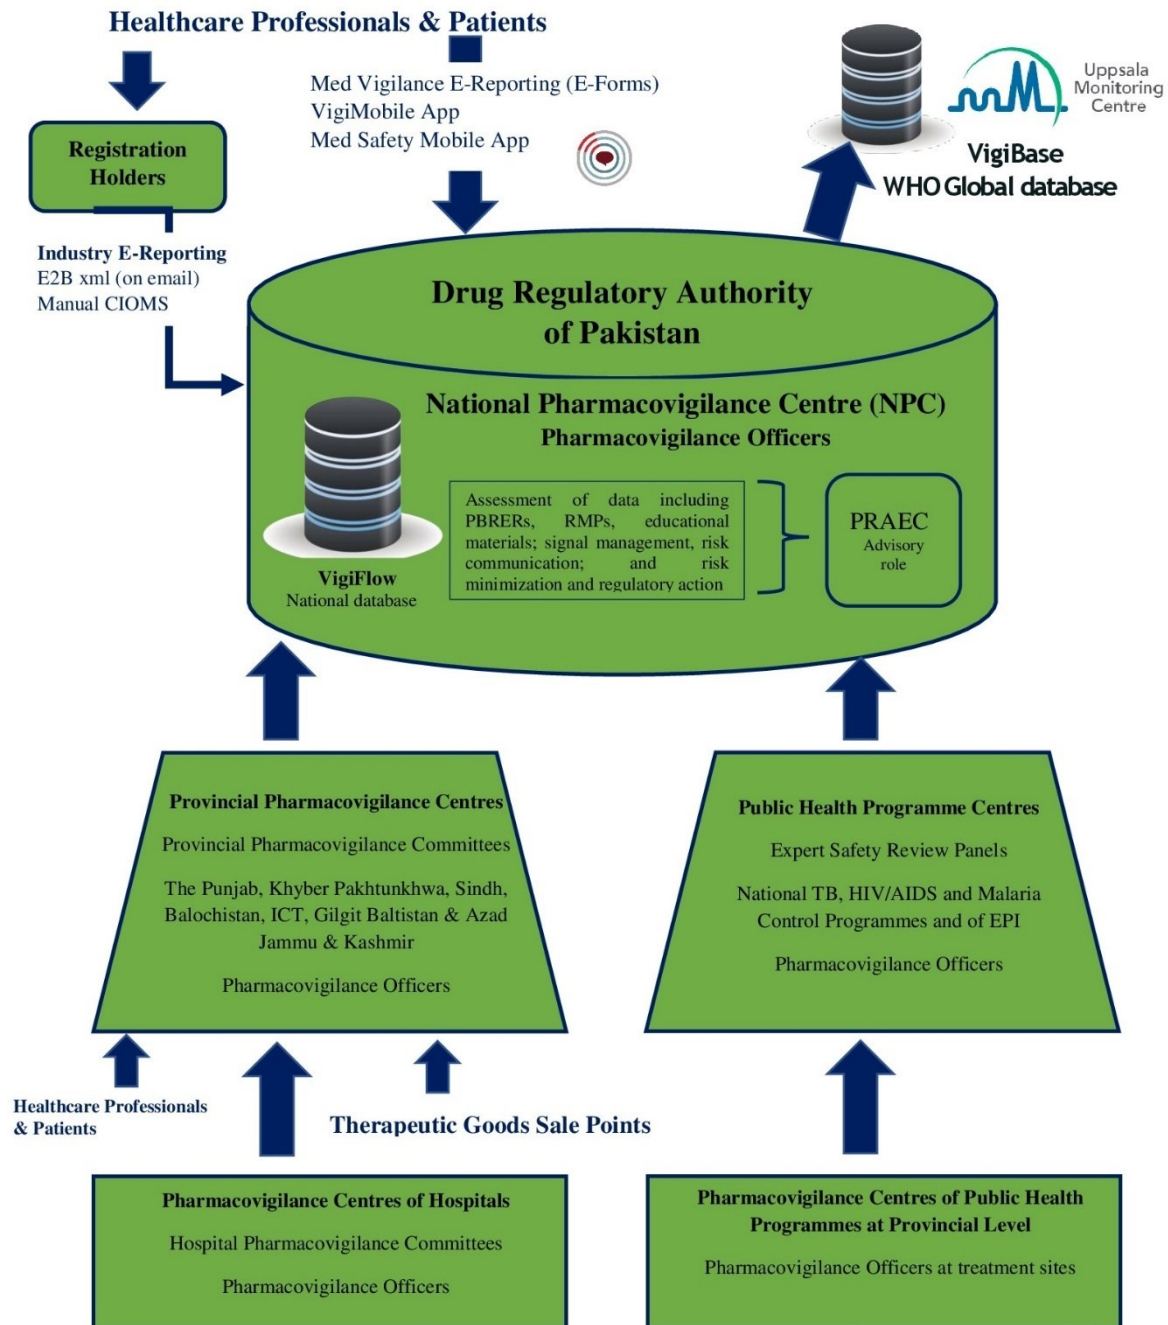 Healthcare Professionals & Patients
Med Vigilance E-Reporting (E-Forms)
VigiMobile App
Med Safety Mobile App
Uppsala
Monitoring
Centre
VigiBase
WHO Global database
Registration
Holders
Industry E-Reporting
E2B xml (on email)
Manual CIOMS
Drug Regulatory Authority
of Pakistan
National Pharmacovigilance Centre (NPC)
Pharmacovigilance Officers
VigiFlow
National database
Assessment of data including
PBRERs, RMPs, educational
materials; signal management, risk
communication; and risk
minimization and regulatory action
PRAEC
Advisory
role
Provincial Pharmacovigilance Centres
Provincial Pharmacovigilance Committees
The Punjab, Khyber Pakhtunkhwa, Sindh,
Balochistan, ICT, Gilgit Baltistan & Azad
Jammu & Kashmir
Pharmacovigilance Officers
Public Health Programme Centres
Expert Safety Review Panels
National TB, HIV/AIDS and Malaria
Control Programmes and of EPI
Pharmacovigilance Officers
Healthcare Professionals
& Patients
Therapeutic Goods Sale Points
Pharmacovigilance Centres of Hospitals
Hospital Pharmacovigilance Committees
Pharmacovigilance Officers
Pharmacovigilance Centres of Public Health
Programmes at Provincial Level
Pharmacovigilance Officers at treatment sites